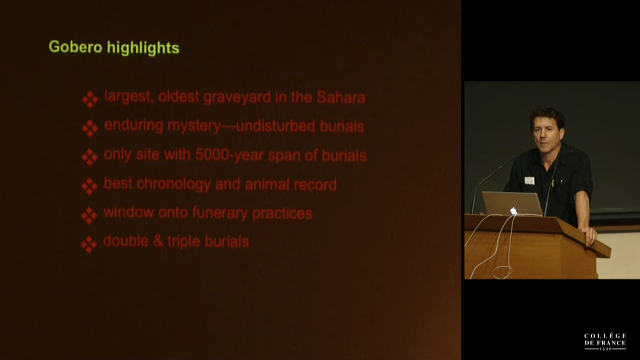 Gobero highlights
largest, oldest graveyard in the Sahara
enduring mystery—undisturbed burials
only site with 5000-year span of burials
best chronology and animal record
window onto funerary practices
double & triple burials
COLLÈGE
DE FRANCE
1530